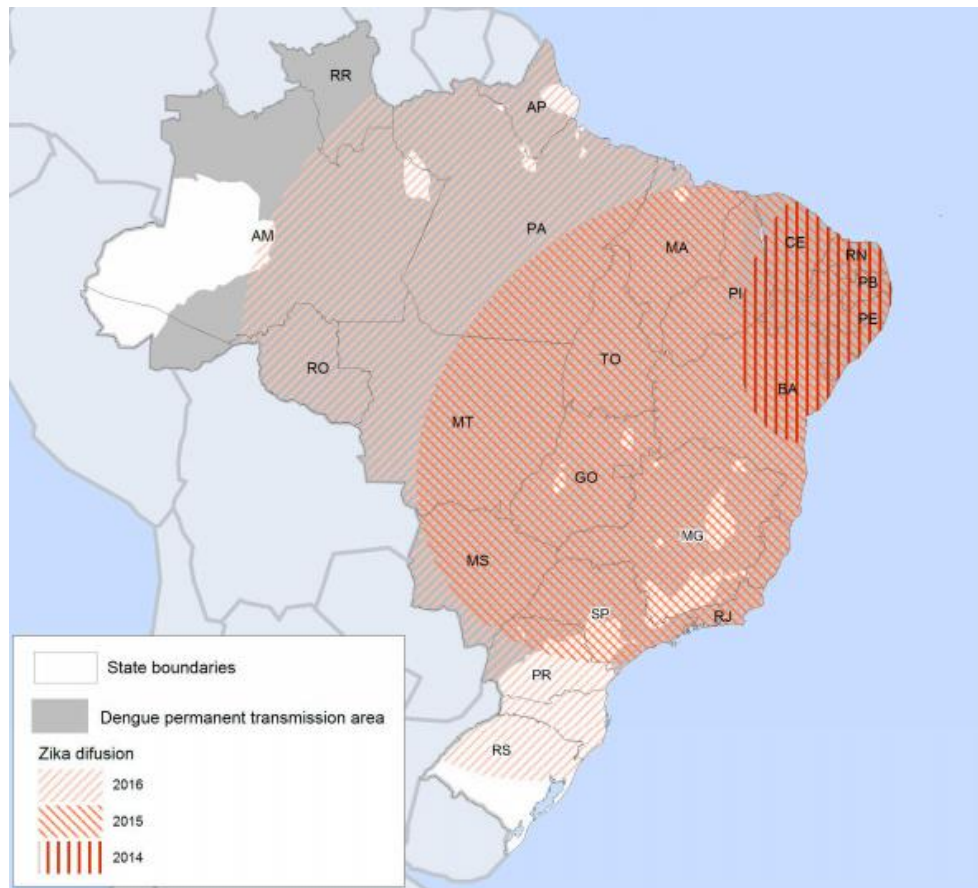 RR
AP
AM
PA
MA
CE
RN
PB
PI
PE
RO
TO
BA
MT
GO
MG
MS
SP
RJ
PR
RS
State boundaries
Dengue permanent transmission area
Zika difusion
2016
2015
2014